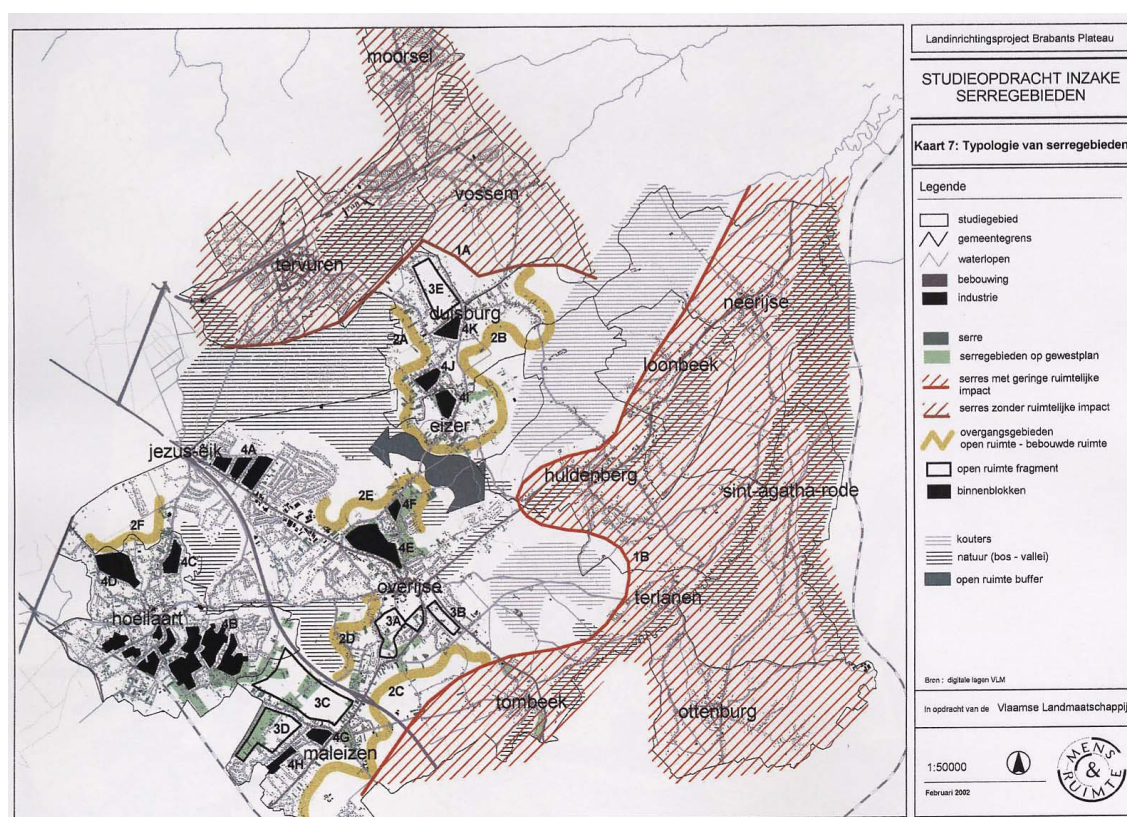 moorsel
vossem
tervuren
1A
3E
duisburg
4K
2A
2B
4J
4I
eizer
neerijse
loonbeek
jezus-eik
4A
2E
4F
4E
huldenberg
sint-agatha-rode
2F
4D
4C
1B
overijse
terlanen
hoeilaart
4B
2D
3A
3B
2C
3C
3D
4G
4H
maleizen
tombeek
ottenburg
Landinrichtingsproject Brabants Plateau
STUDIEOPDRACHT INZAKE
SERREGEBIEDEN
Kaart 7: Typologie van serregebieden
Legende
studiegebied
gemeentegrens
waterlopen
bebouwing
industrie
serre
serregebieden op gewestplan
serres met geringe ruimtelijke
impact
serres zonder ruimtelijke impact
overgangsgebieden
open ruimte - bebouwde ruimte
open ruimte fragment
binnenblokken
kouters
natuur (bos - vallei)
open ruimte buffer
Bron : digitale lagen VLM
In opdracht van de Vlaamse Landmaatschappij
1:50000
Februari 2002
MENS
&
RUIMTE